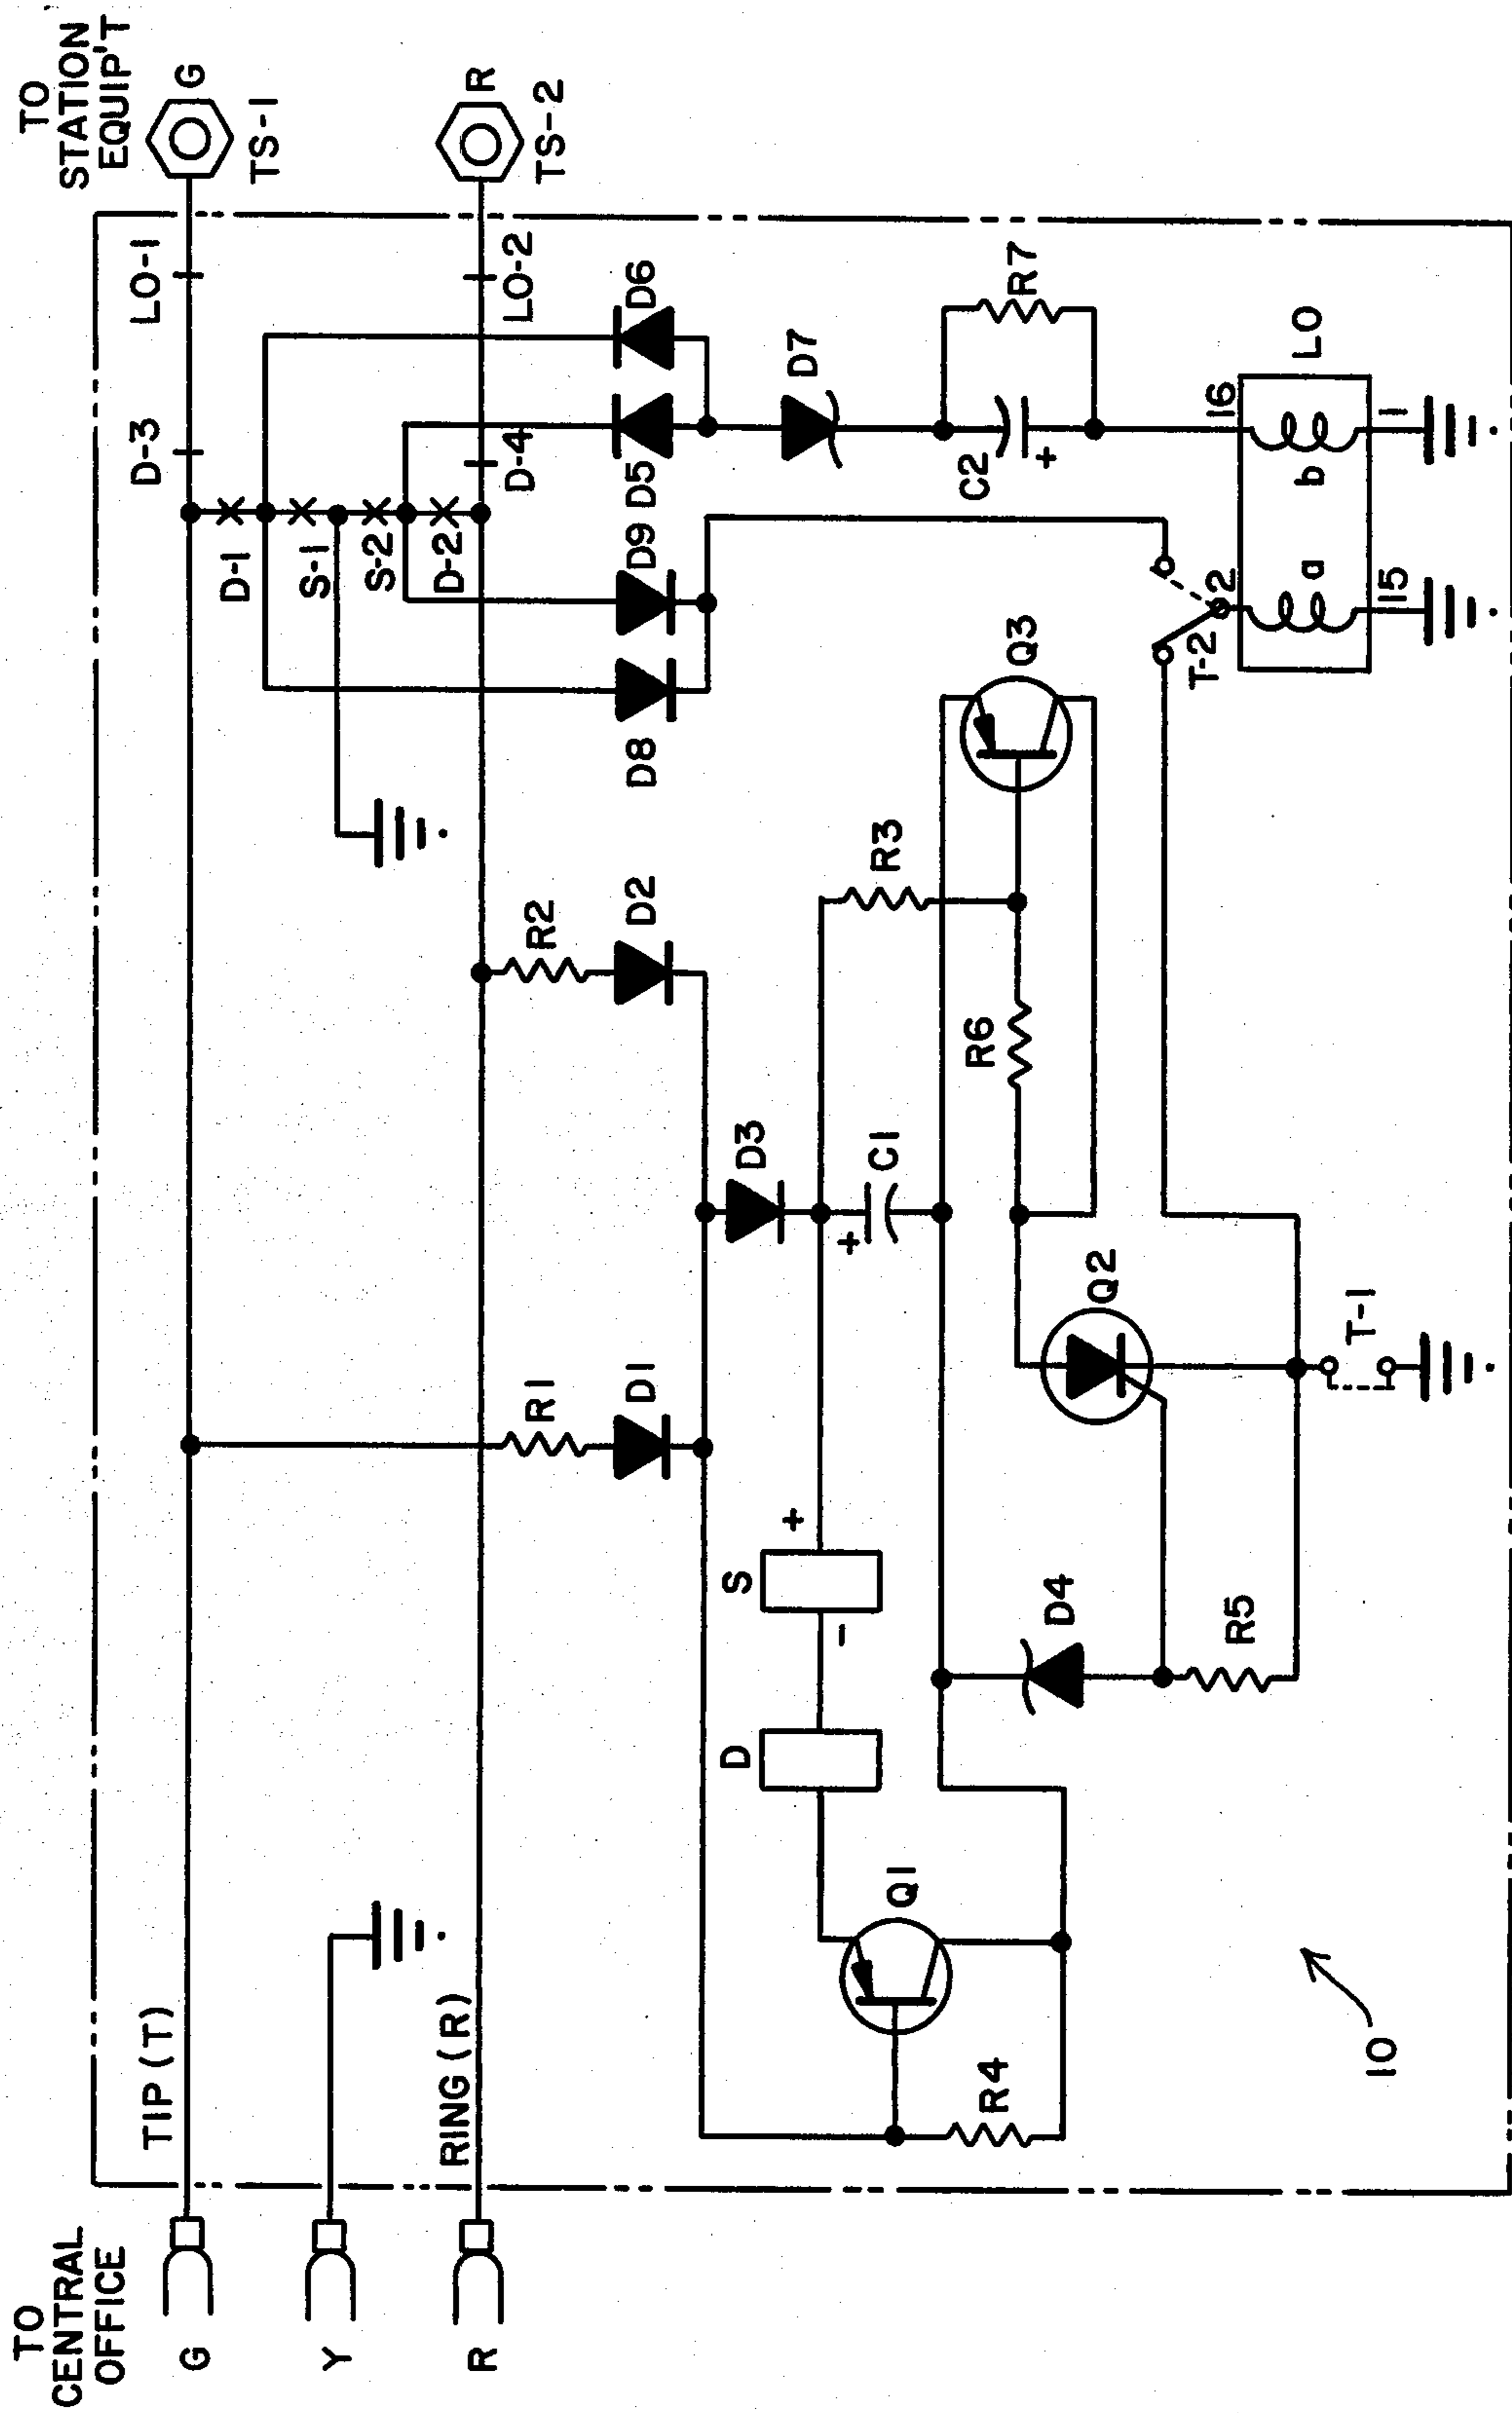 TO
CENTRAL
OFFICE
G
Y
R
TIP (T)
RING (R)
TO
STATION
EQUIP'T
G
TS-1
R
TS-2
D-3
LO-1
D-1
S-1
S-2
D-2
D-4
LO-2
R1
D1
R2
D2
D8
D9
D5
D6
D3
S
+
-
D
+
C1
R3
D7
C2
+
R7
Q1
R4
D4
R5
Q2
R6
Q3
T-1
T-2
2
a
15
16
b
1
LO
10